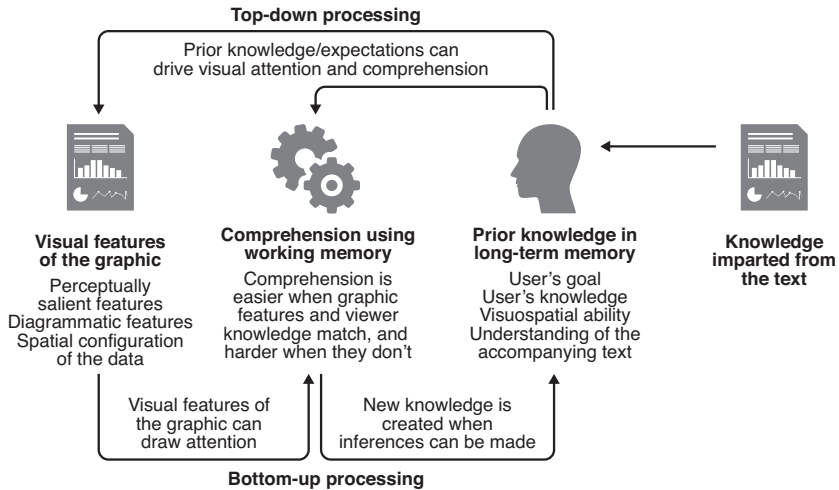 Top-down processing
Prior knowledge/expectations can
drive visual attention and comprehension
Visual features
of the graphic
Perceptually
salient features
Diagrammatic features
Spatial configuration
of the data
Comprehension using
working memory
Comprehension is
easier when graphic
features and viewer
knowledge match, and
harder when they don’t
Prior knowledge in
long-term memory
User’s goal
User’s knowledge
Visuospatial ability
Understanding of the
accompanying text
Knowledge
imparted from
the text
Visual features of
the graphic can
draw attention
New knowledge is
created when
inferences can be made
Bottom-up processing